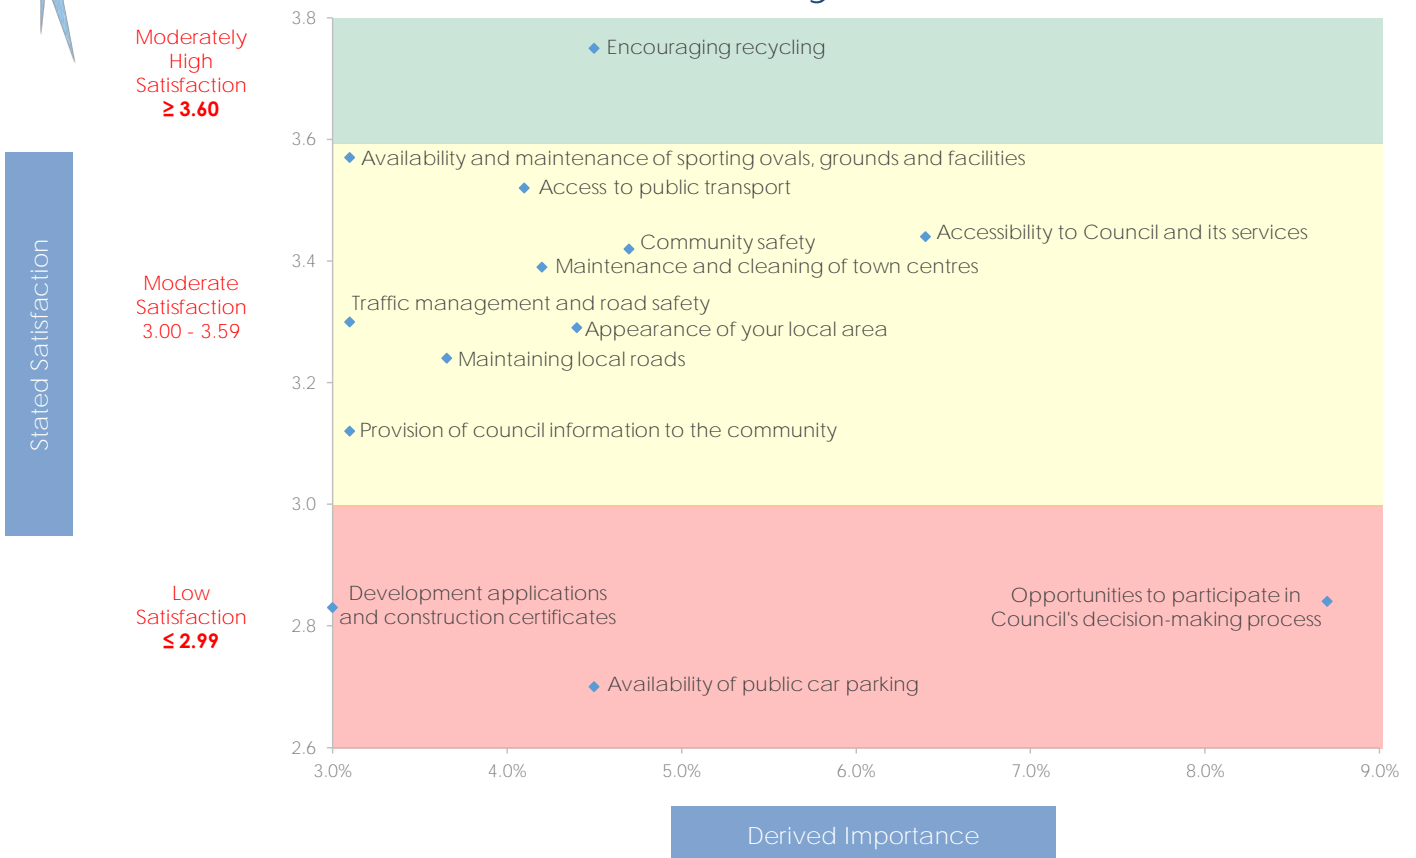 3.8
Moderately
High
Satisfaction
≥ 3.60
Encouraging recycling
3.6
Availability and maintenance of sporting ovals, grounds and facilities
Access to public transport
Accessibility to Council and its services
Community safety
3.4
Maintenance and cleaning of town centres
Stated Satisfaction
Moderate
Satisfaction
3.00 - 3.59
Traffic management and road safety
Appearance of your local area
Maintaining local roads
3.2
Provision of council information to the community
3.0
Low
Satisfaction
≤ 2.99
Development applications
and construction certificates
Opportunities to participate in
Council's decision-making process
2.8
Availability of public car parking
2.6
3.0%
4.0%
5.0%
6.0%
7.0%
8.0%
9.0%
Derived Importance